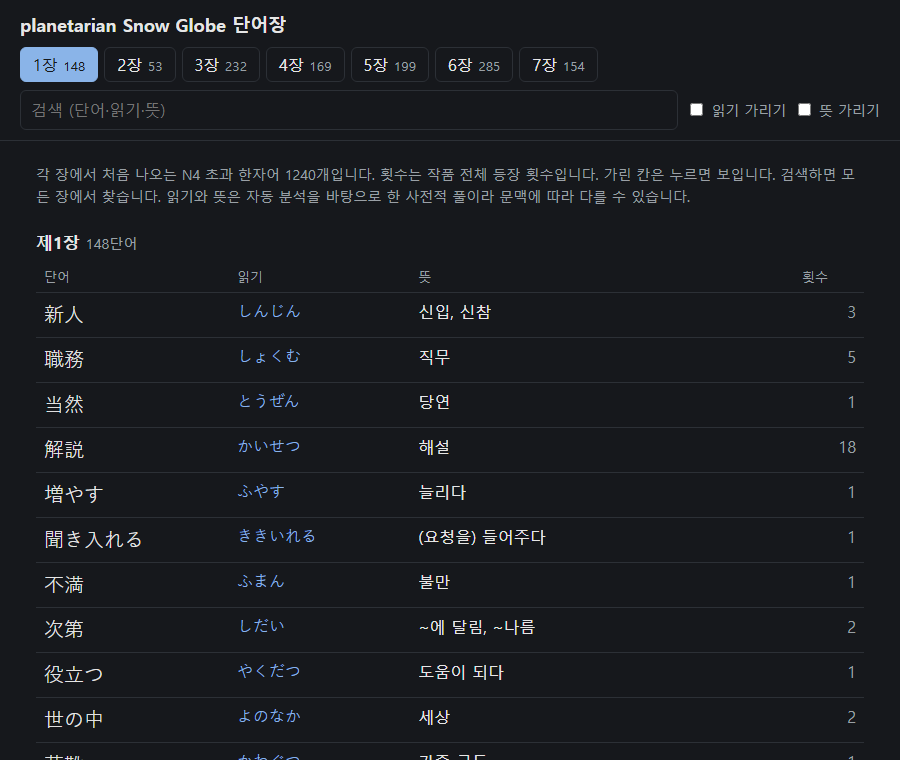 planetarian Snow Globe 단어장
1장 148 2장 53 3장 232 4장 169 5장 199 6장 285 7장 154
검색 (단어·읽기·뜻) 읽기 가리기 뜻 가리기
각 장에서 처음 나오는 N4 초과 한자어 1240개입니다. 횟수는 작품 전체 등장 횟수입니다. 가린 칸은 누르면 보입니다. 검색하면 모
든 장에서 찾습니다. 읽기와 뜻은 자동 분석을 바탕으로 한 사전적 풀이라 문맥에 따라 다를 수 있습니다.
제1장 148단어
단어 읽기 뜻 횟수
新人 しんじん 신입, 신참 3
職務 しょくむ 직무 5
当然 とうぜん 당연 1
解説 かいせつ 해설 18
増やす ふやす 늘리다 1
聞き入れる ききいれる (요청을) 들어주다 1
不満 ふまん 불만 1
次第 しだい ~에 달림, ~나름 2
役立つ やくだつ 도움이 되다 1
世の中 よのなか 세상 2